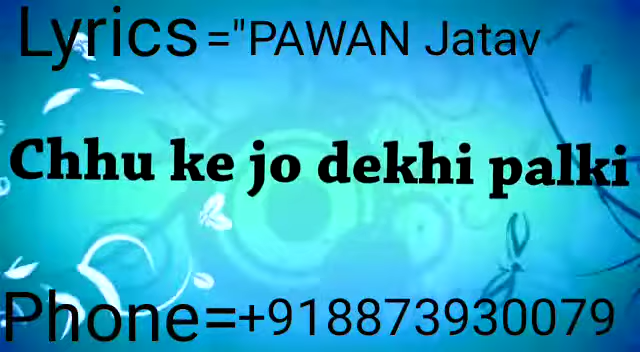 Lyrics="PAWAN Jatav
Chhu ke jo dekhi palki
Phone=+918873930079